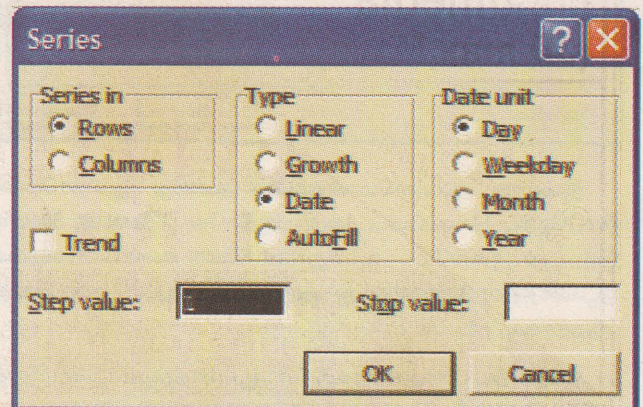 Series ?
Series in Type Date unit
Rows Linear Day
Columns Growth Weekday
Date Month
Trend AutoFill Year
Step value: 1 Stop value:
OK Cancel